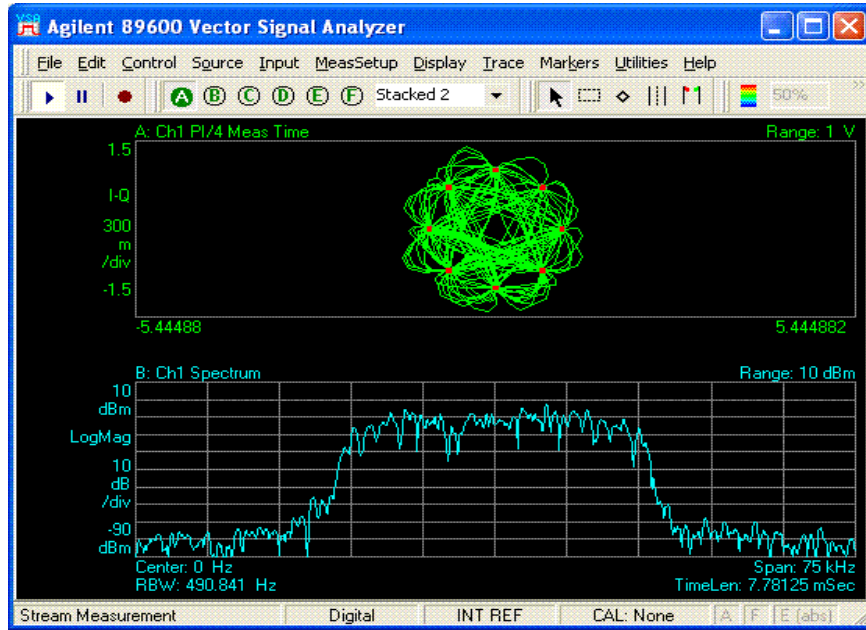 VSA Agilent 89600 Vector Signal Analyzer
File Edit Control Source Input MeasSetup Display Trace Markers Utilities Help
A B C D E F Stacked 2 50%
A: Ch1 PI/4 Meas Time Range: 1 V
1.5
I-Q
300
m
/div
-1.5
-5.44488 5.444882
B: Ch1 Spectrum Range: 10 dBm
10
dBm
LogMag
10
dB
/div
-90
dBm
Center: 0 Hz Span: 75 kHz
RBW: 490.841 Hz TimeLen: 7.78125 mSec
Stream Measurement Digital INT REF CAL: None A F E (abs)